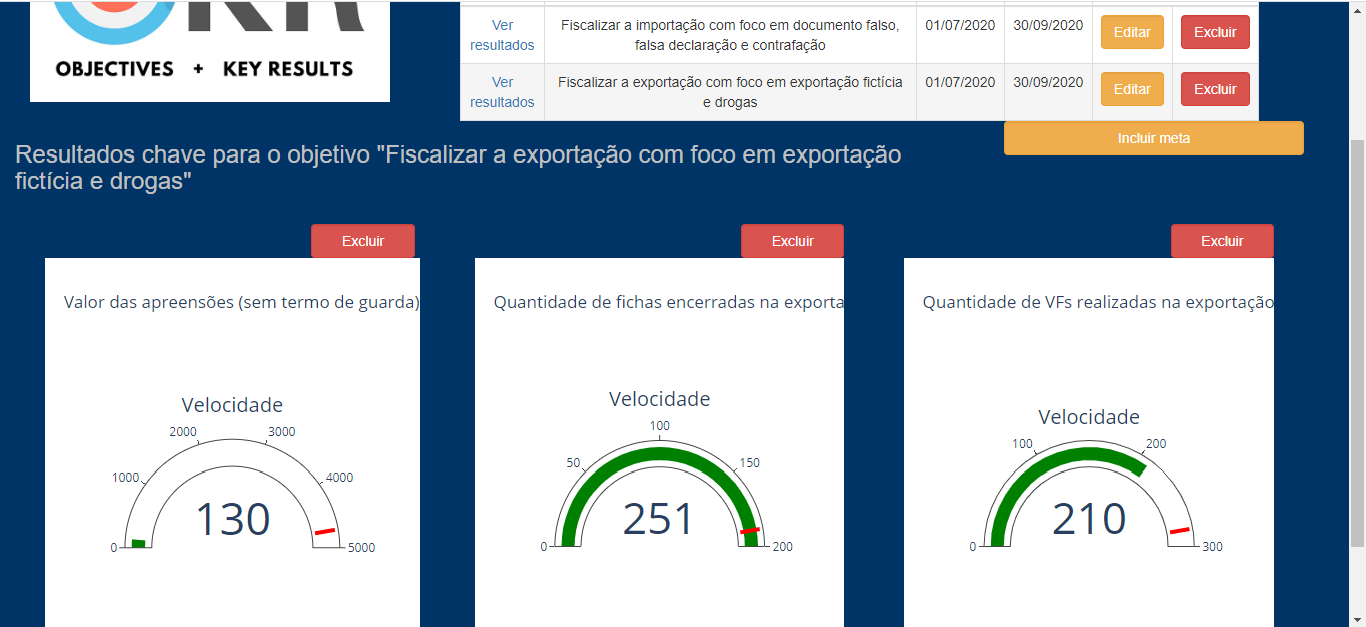 OKR
OBJECTIVES + KEY RESULTS
Ver resultados
Fiscalizar a importação com foco em documento falso,
falsa declaração e contrafação
01/07/2020
30/09/2020
Editar
Excluir
Ver resultados
Fiscalizar a exportação com foco em exportação fictícia
e drogas
01/07/2020
30/09/2020
Editar
Excluir
Incluir meta
Resultados chave para o objetivo "Fiscalizar a exportação com foco em exportação
fictícia e drogas"
Excluir
Valor das apreensões (sem termo de guarda)
Velocidade
0
1000
2000
3000
4000
5000
130
Excluir
Quantidade de fichas encerradas na exporta
Velocidade
0
50
100
150
200
251
Excluir
Quantidade de VFs realizadas na exportação
Velocidade
0
100
200
300
210